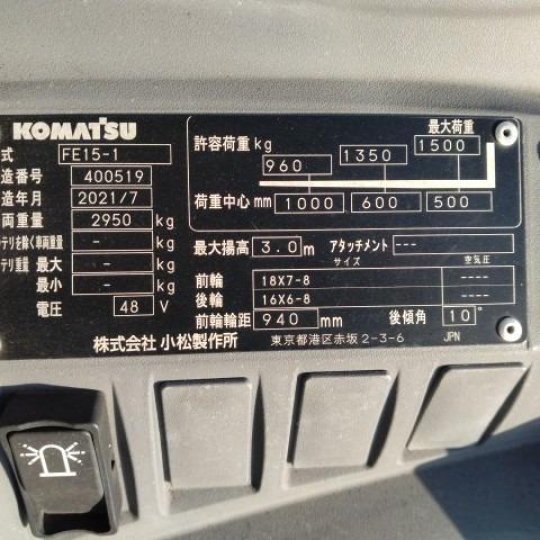 KOMATSU
式 FE15-1
造番号 400519
造年月 2021/7
両重量 2950 kg
テリを除く車両重量 - kg
テリ重量 最大 - kg
最小 - kg
電圧 48 V
最大荷重
許容荷重 kg 960 1350 1500
荷重中心 mm 1000 600 500
最大揚高 3.0 m アタッチメント ---
サイズ 空気圧
前輪 18X7-8 ----
後輪 16X6-8 ----
前輪輪距 940 mm 後傾角 10°
株式会社 小松製作所 東京都港区赤坂 2-3-6 JPN